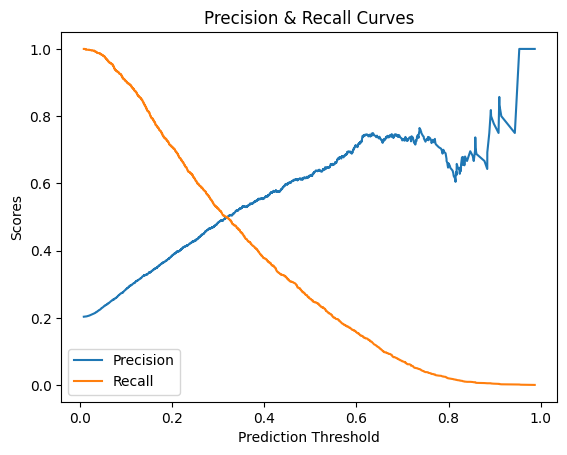 Precision & Recall Curves
Scores
1.0
0.8
0.6
0.4
0.2
0.0
Precision
Recall
0.0 0.2 0.4 0.6 0.8 1.0
Prediction Threshold